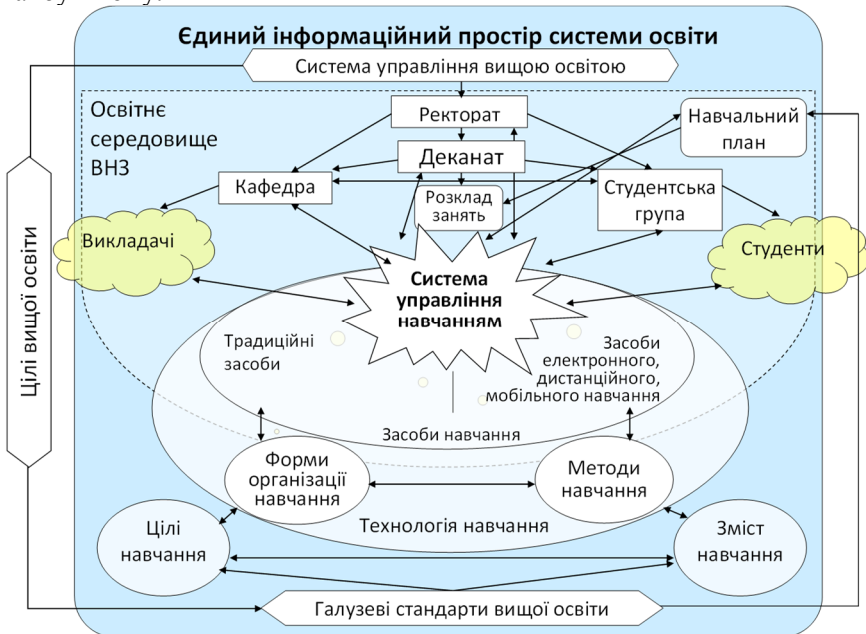 Єдиний інформаційний простір системи освіти
Система управління вищою освітою
Освітнє
середовище
ВНЗ
Ректорат
Деканат
Кафедра
Розклад
занять
Студентська
група
Навчальний
план
Викладачі
Студенти
Цілі вищої освіти
Система
управління
навчанням
Традиційні
засоби
Засоби
електронного,
дистанційного,
мобільного навчання
Засоби навчання
Форми
організації
навчання
Методи
навчання
Технологія навчання
Цілі
навчання
Зміст
навчання
Галузеві стандарти вищої освіти